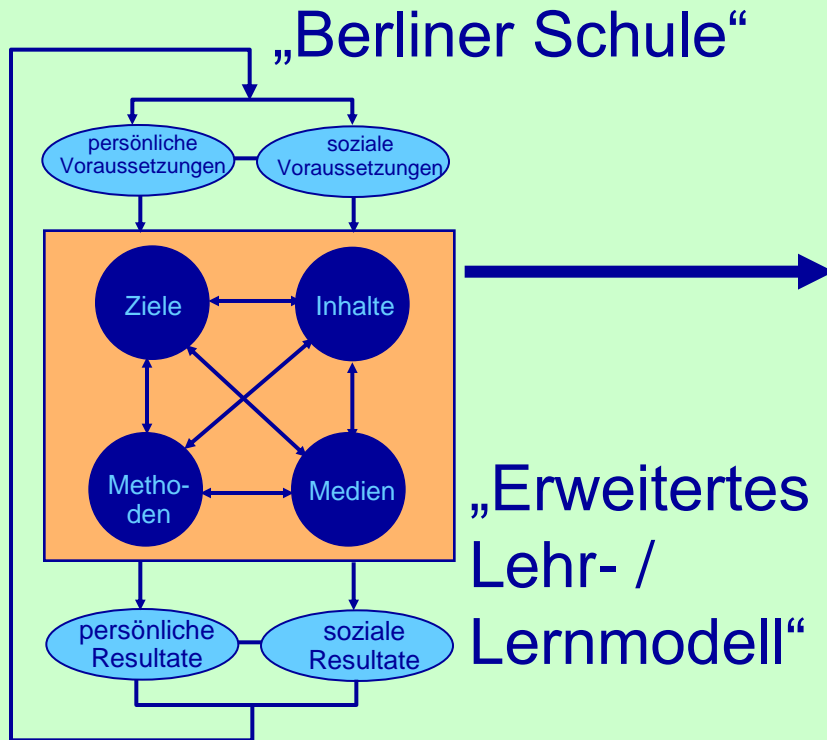 „Berliner Schule“
persönliche
Voraussetzungen
soziale
Voraussetzungen
Ziele
Inhalte
Metho-
den
Medien
„Erweitertes
Lehr- /
Lernmodell“
persönliche
Resultate
soziale
Resultate